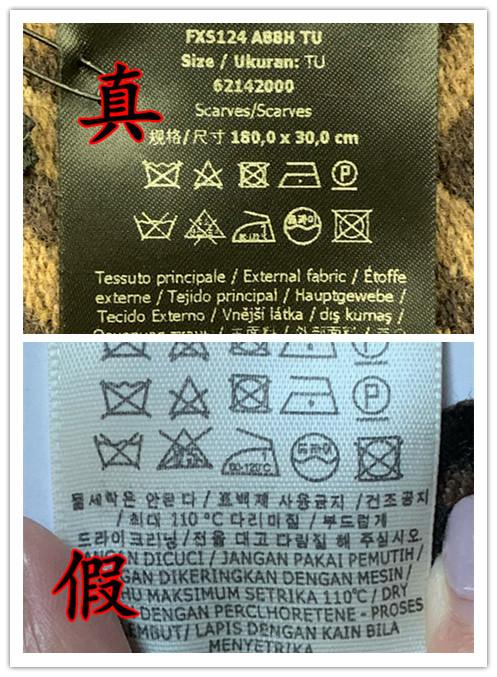 FXS124 A88H TU
Size / Ukuran: TU
62142000
Scarves/Scarves
真
规格/尺寸 180,0 x 30,0 cm
Tessuto principale / External fabric / Étoffe
externe / Tejido principal / Hauptgewebe /
Tecido Externo / Vnější látka / dış kumaş /
물세탁은 안된다 / 표백제 사용금지 / 건조금지
/ 최대 110 °C 다리미질 / 부드럽게
드라이크리닝 / 천을 대고 다림질 해 주십시오.
假
DICUCI / JANGAN PAKAI PEMUTIH /
DIKERINGKAN DENGAN MESIN /
MAKSIMUM SETRIKA 110°C / DRY
DENGAN PERCLHORETENE - PROSES
/ LAPIS DENGAN KAIN BILA
MENYETRIKA